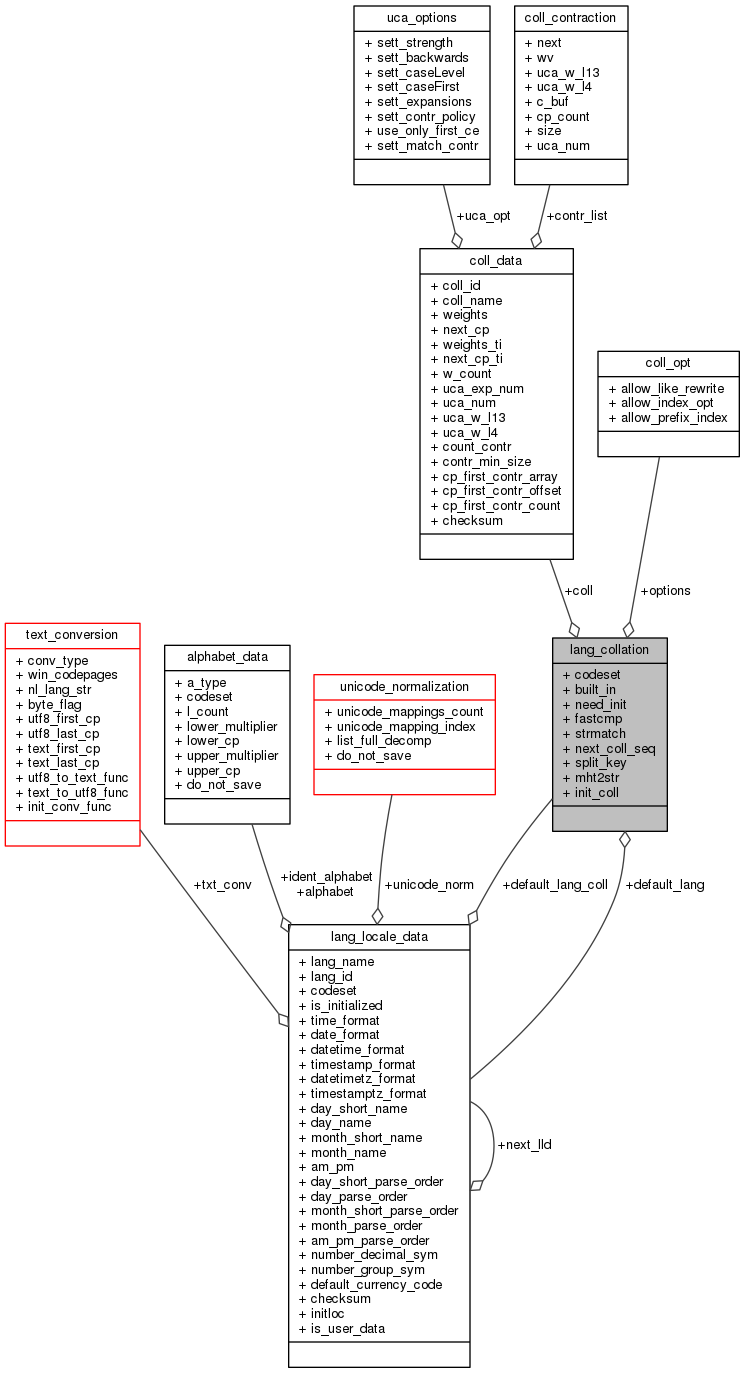 uca_options
+ sett_strength
+ sett_backwards
+ sett_caseLevel
+ sett_caseFirst
+ sett_expansions
+ sett_contr_policy
+ use_only_first_ce
+ sett_match_contr
coll_contraction
+ next
+ wv
+ uca_w_l13
+ uca_w_l4
+ c_buf
+ cp_count
+ size
+ uca_num
+uca_opt
+contr_list
coll_data
+ coll_id
+ coll_name
+ weights
+ next_cp
+ weights_ti
+ next_cp_ti
+ w_count
+ uca_exp_num
+ uca_num
+ uca_w_l13
+ uca_w_l4
+ count_contr
+ contr_min_size
+ cp_first_contr_array
+ cp_first_contr_offset
+ cp_first_contr_count
+ checksum
coll_opt
+ allow_like_rewrite
+ allow_index_opt
+ allow_prefix_index
+coll
+options
text_conversion
+ conv_type
+ win_codepages
+ nl_lang_str
+ byte_flag
+ utf8_first_cp
+ utf8_last_cp
+ text_first_cp
+ text_last_cp
+ utf8_to_text_func
+ text_to_utf8_func
+ init_conv_func
alphabet_data
+ a_type
+ codeset
+ l_count
+ lower_multiplier
+ lower_cp
+ upper_multiplier
+ upper_cp
+ do_not_save
unicode_normalization
+ unicode_mappings_count
+ unicode_mapping_index
+ list_full_decomp
+ do_not_save
lang_collation
+ codeset
+ built_in
+ need_init
+ fastcmp
+ strmatch
+ next_coll_seq
+ split_key
+ mht2str
+ init_coll
+txt_conv
+ident_alphabet
+alphabet
+unicode_norm
+default_lang_coll
+default_lang
lang_locale_data
+ lang_name
+ lang_id
+ codeset
+ is_initialized
+ time_format
+ date_format
+ datetime_format
+ timestamp_format
+ datetimetz_format
+ timestamptz_format
+ day_short_name
+ day_name
+ month_short_name
+ month_name
+ am_pm
+ day_short_parse_order
+ day_parse_order
+ month_short_parse_order
+ month_parse_order
+ am_pm_parse_order
+ number_decimal_sym
+ number_group_sym
+ default_currency_code
+ checksum
+ initloc
+ is_user_data
+next_lld